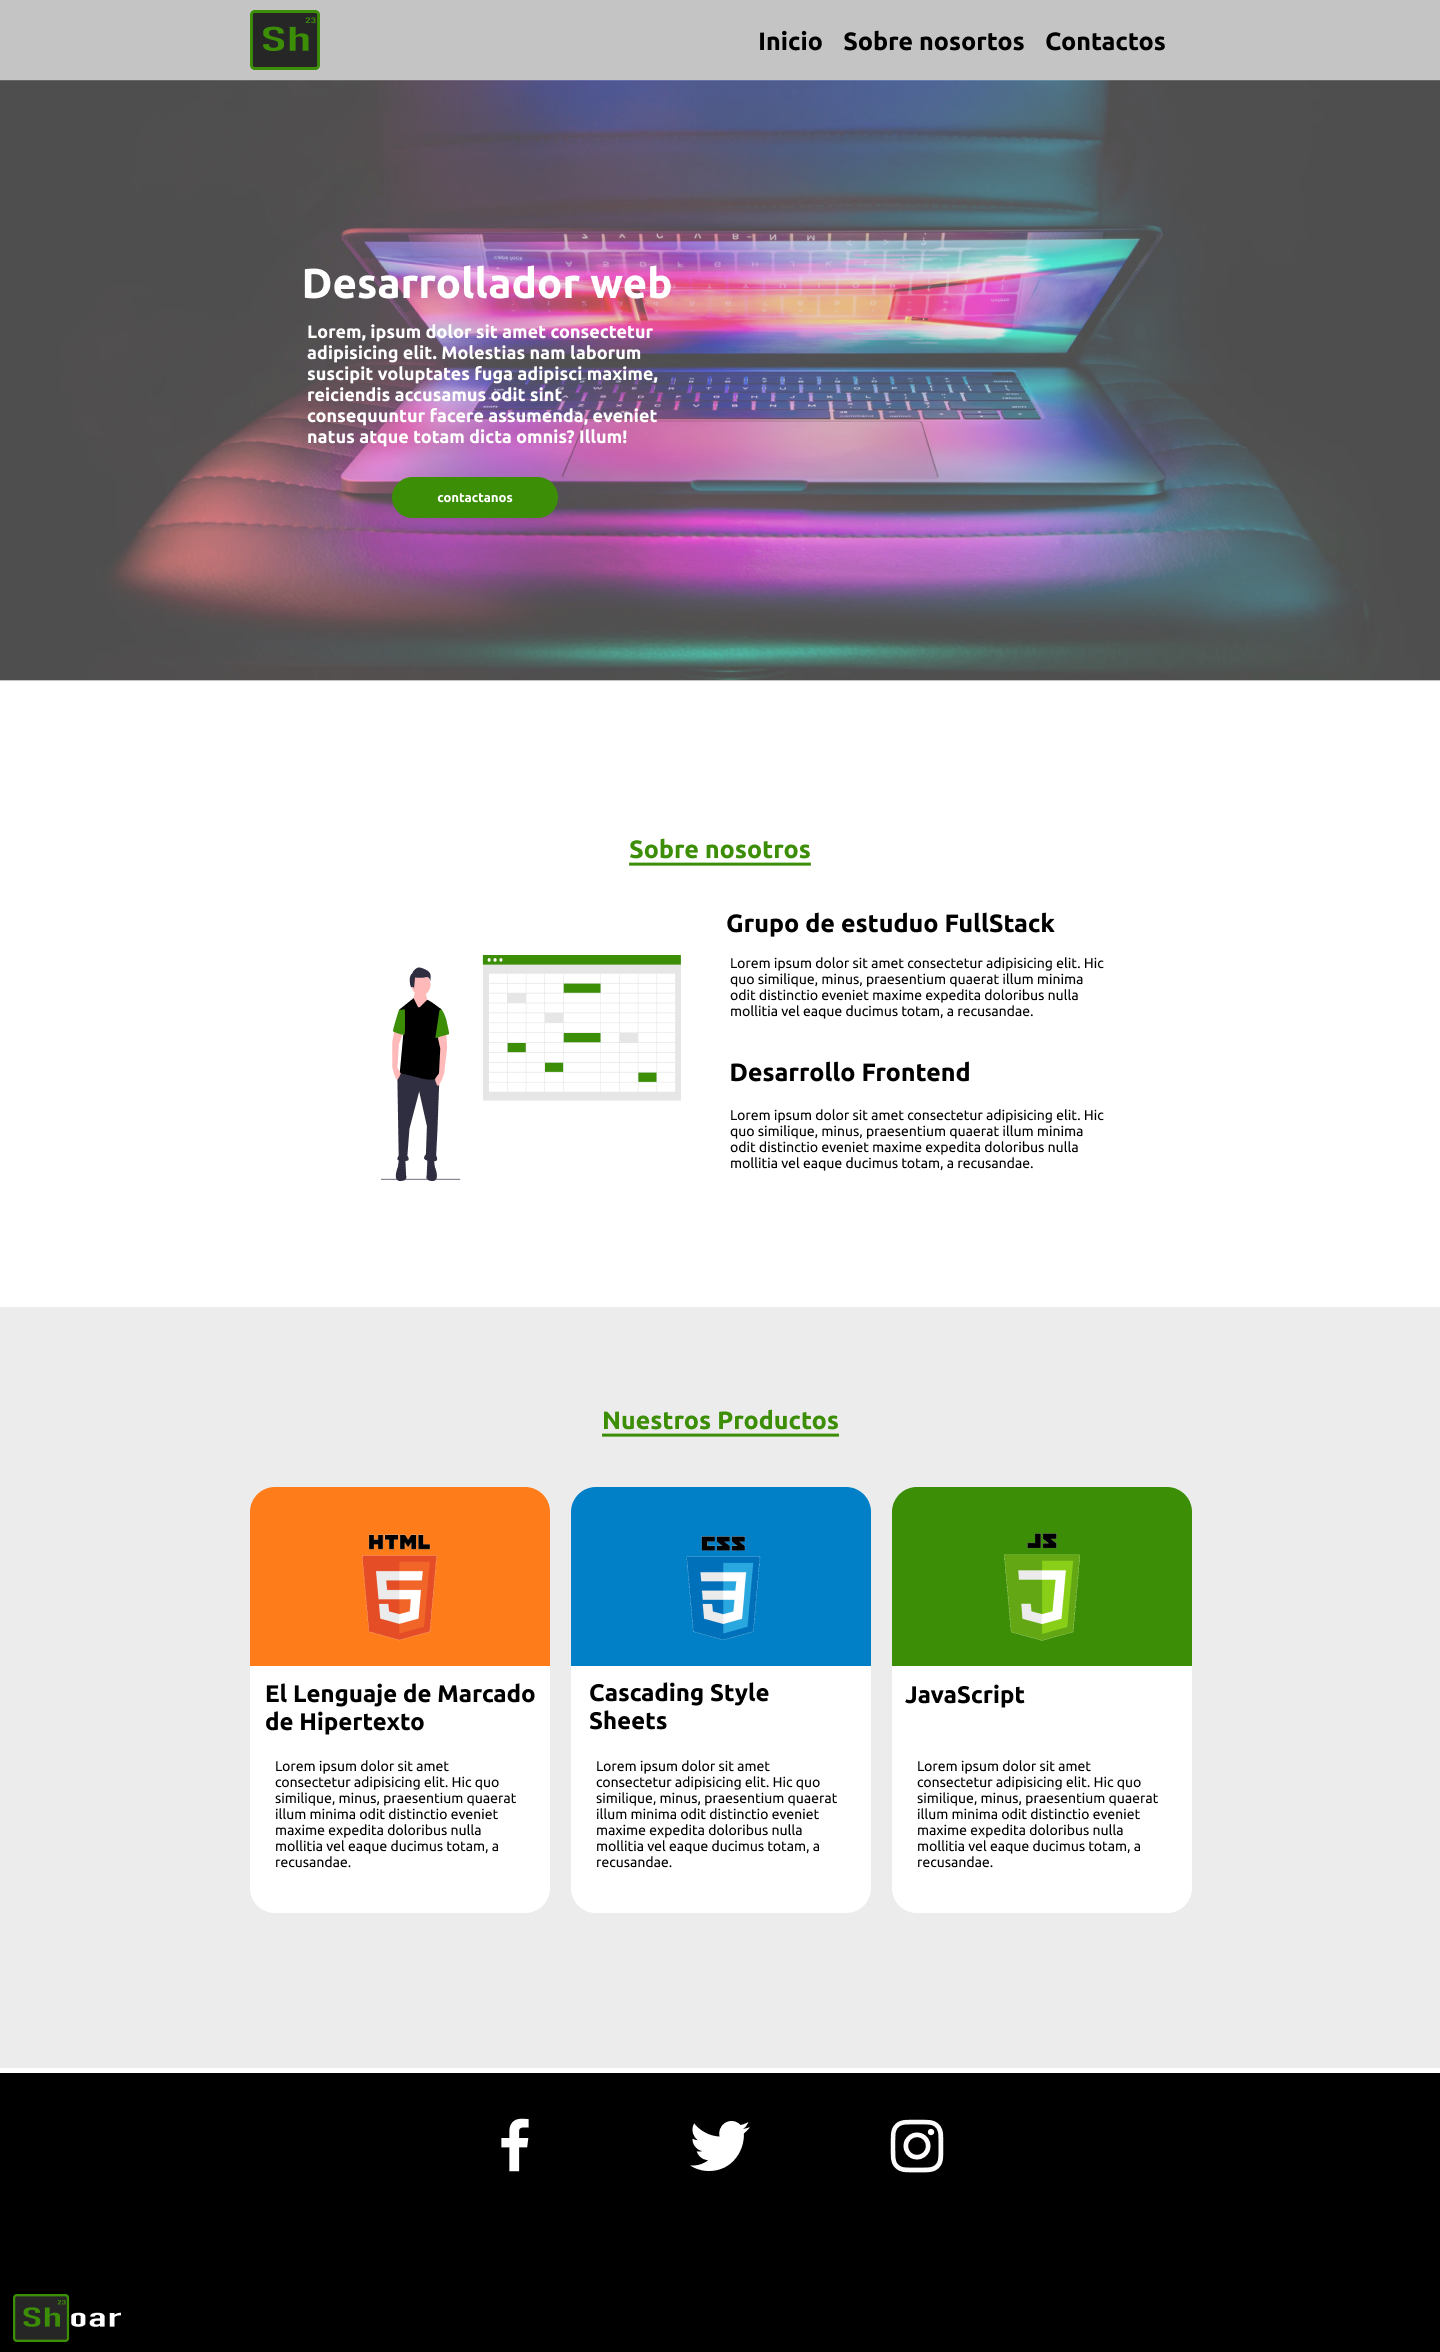 Sh
23
Inicio Sobre nosortos Contactos
Desarrollador web
Lorem, ipsum dolor sit amet consectetur
adipisicing elit. Molestias nam laborum
suscipit voluptates fuga adipisci maxime,
reiciendis accusamus odit sint
consequuntur facere assumenda, eveniet
natus atque totam dicta omnis? Illum!
contactanos
Sobre nosotros
Grupo de estuduo FullStack
Lorem ipsum dolor sit amet consectetur adipisicing elit. Hic
quo similique, minus, praesentium quaerat illum minima
odit distinctio eveniet maxime expedita doloribus nulla
mollitia vel eaque ducimus totam, a recusandae.
Desarrollo Frontend
Lorem ipsum dolor sit amet consectetur adipisicing elit. Hic
quo similique, minus, praesentium quaerat illum minima
odit distinctio eveniet maxime expedita doloribus nulla
mollitia vel eaque ducimus totam, a recusandae.
Nuestros Productos
HTML
5
El Lenguaje de Marcado
de Hipertexto
Lorem ipsum dolor sit amet
consectetur adipisicing elit. Hic quo
similique, minus, praesentium quaerat
illum minima odit distinctio eveniet
maxime expedita doloribus nulla
mollitia vel eaque ducimus totam, a
recusandae.
CSS
3
Cascading Style
Sheets
Lorem ipsum dolor sit amet
consectetur adipisicing elit. Hic quo
similique, minus, praesentium quaerat
illum minima odit distinctio eveniet
maxime expedita doloribus nulla
mollitia vel eaque ducimus totam, a
recusandae.
JS
J
JavaScript
Lorem ipsum dolor sit amet
consectetur adipisicing elit. Hic quo
similique, minus, praesentium quaerat
illum minima odit distinctio eveniet
maxime expedita doloribus nulla
mollitia vel eaque ducimus totam, a
recusandae.
23
Shoar